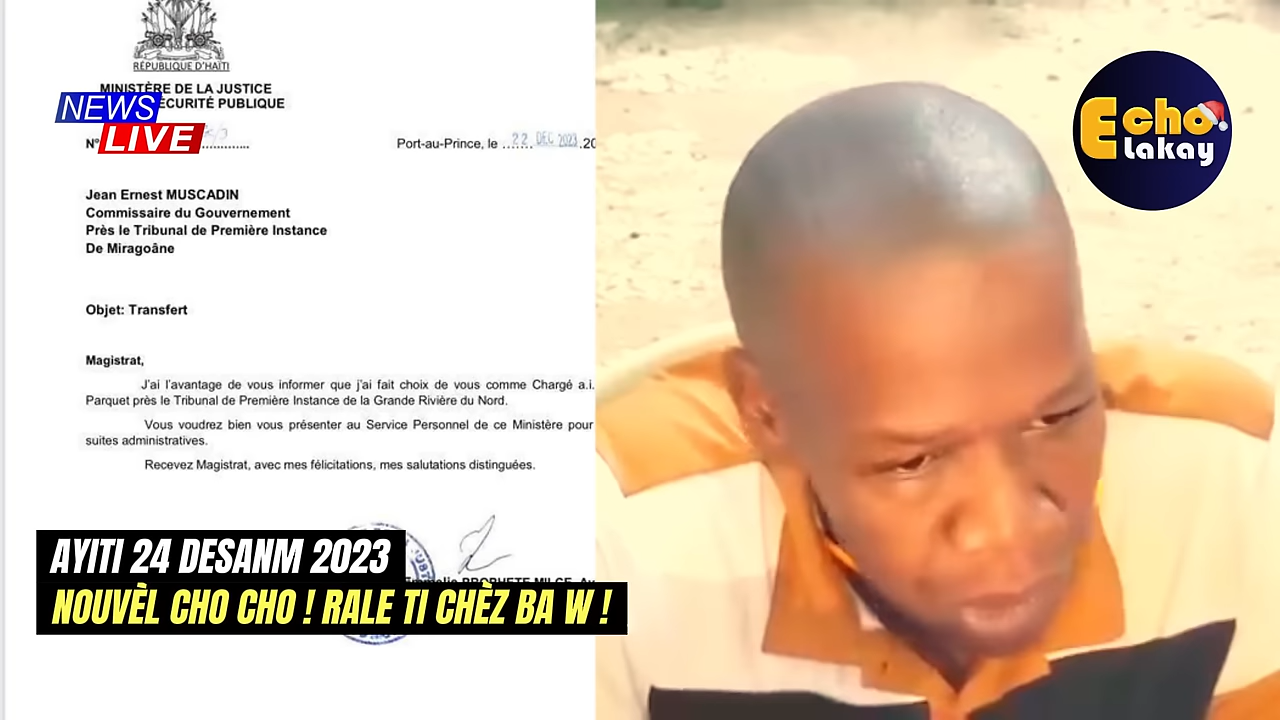 RÉPUBLIQUE D'HAÏTI
MINISTÈRE DE LA JUSTICE
SÉCURITÉ PUBLIQUE
NEWS
LIVE
N°
Port-au-Prince, le ...... 22 DEC 2023 .20
Jean Ernest MUSCADIN
Commissaire du Gouvernement
Près le Tribunal de Première Instance
De Miragoâne
Objet: Transfert
Magistrat,
J'ai l'avantage de vous informer que j'ai fait choix de vous comme Chargé a.i.
Parquet près le Tribunal de Première Instance de la Grande Rivière du Nord.
Vous voudrez bien vous présenter au Service Personnel de ce Ministère pour
suites administratives.
Recevez Magistrat, avec mes félicitations, mes salutations distinguées.
AYITI 24 DESANM 2023
NOUVÈL CHO CHO ! RALE TI CHÈZ BA W !
Echo
lakay